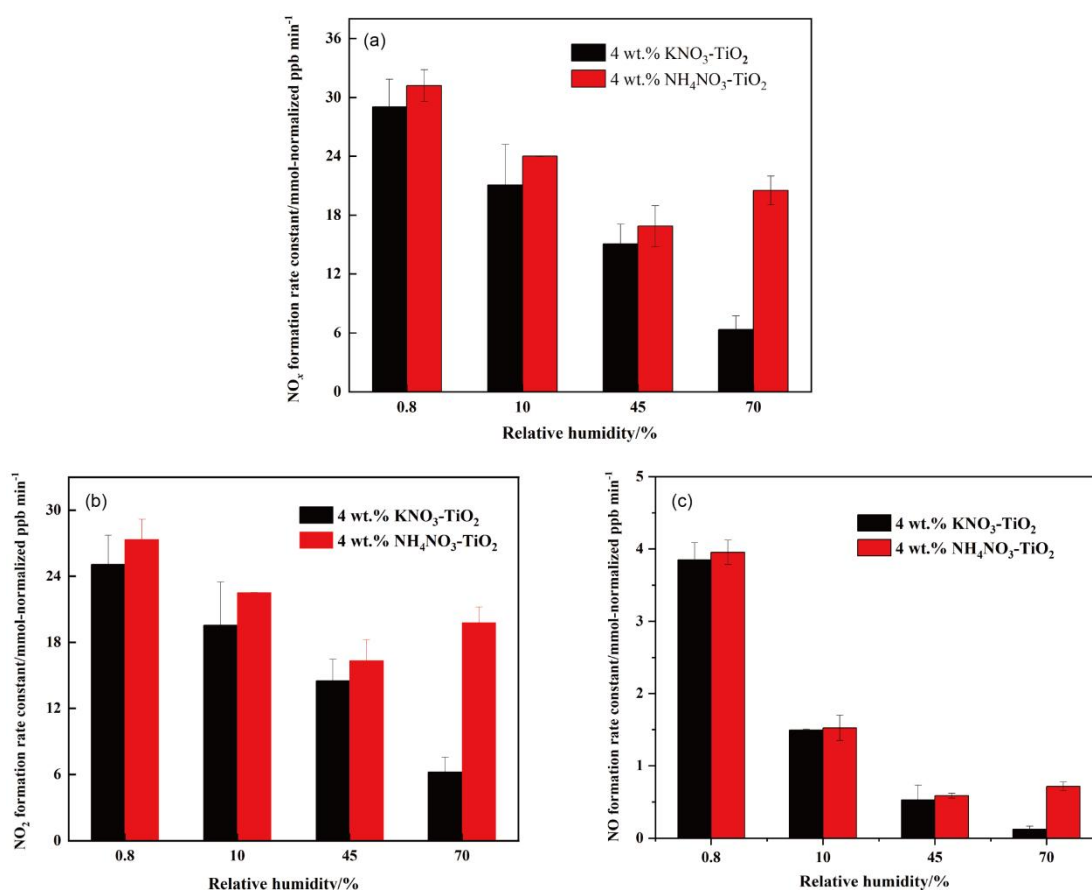 (a)
4 wt.% KNO₃-TiO₂
4 wt.% NH₄NO₃-TiO₂
NOₓ formation rate constant/mmol-normalized ppb min⁻¹
36
30
24
18
12
6
0
0.8 10 45 70
Relative humidity/%
(b)
4 wt.% KNO₃-TiO₂
4 wt.% NH₄NO₃-TiO₂
NO₂ formation rate constant/mmol-normalized ppb min⁻¹
30
24
18
12
6
0
0.8 10 45 70
Relative humidity/%
(c)
4 wt.% KNO₃-TiO₂
4 wt.% NH₄NO₃-TiO₂
NO formation rate constant/mmol-normalized ppb min⁻¹
5
4
3
2
1
0
0.8 10 45 70
Relative humidity/%